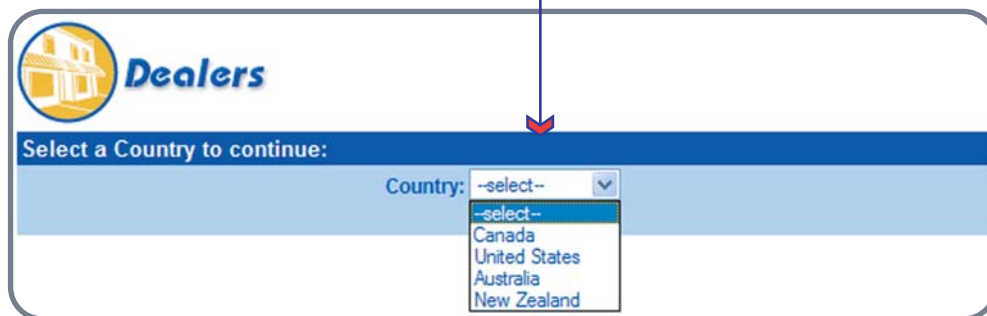 Dealers
Select a Country to continue:
Country: --select--
--select--
Canada
United States
Australia
New Zealand